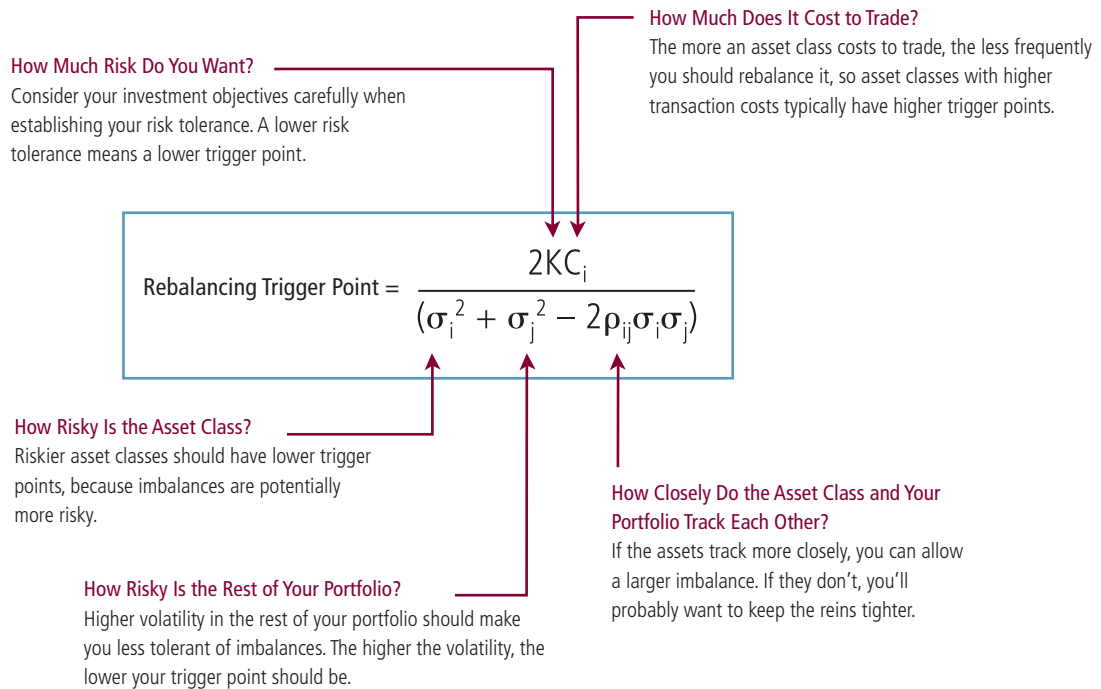 How Much Does It Cost to Trade?
The more an asset class costs to trade, the less frequently
you should rebalance it, so asset classes with higher
transaction costs typically have higher trigger points.
How Much Risk Do You Want?
Consider your investment objectives carefully when
establishing your risk tolerance. A lower risk
tolerance means a lower trigger point.
Rebalancing Trigger Point =
2KCᵢ
(σᵢ² + σⱼ² − 2ρᵢⱼσᵢσⱼ)
How Risky Is the Asset Class?
Riskier asset classes should have lower trigger
points, because imbalances are potentially
more risky.
How Closely Do the Asset Class and Your
Portfolio Track Each Other?
If the assets track more closely, you can allow
a larger imbalance. If they don’t, you’ll
probably want to keep the reins tighter.
How Risky Is the Rest of Your Portfolio?
Higher volatility in the rest of your portfolio should make
you less tolerant of imbalances. The higher the volatility, the
lower your trigger point should be.